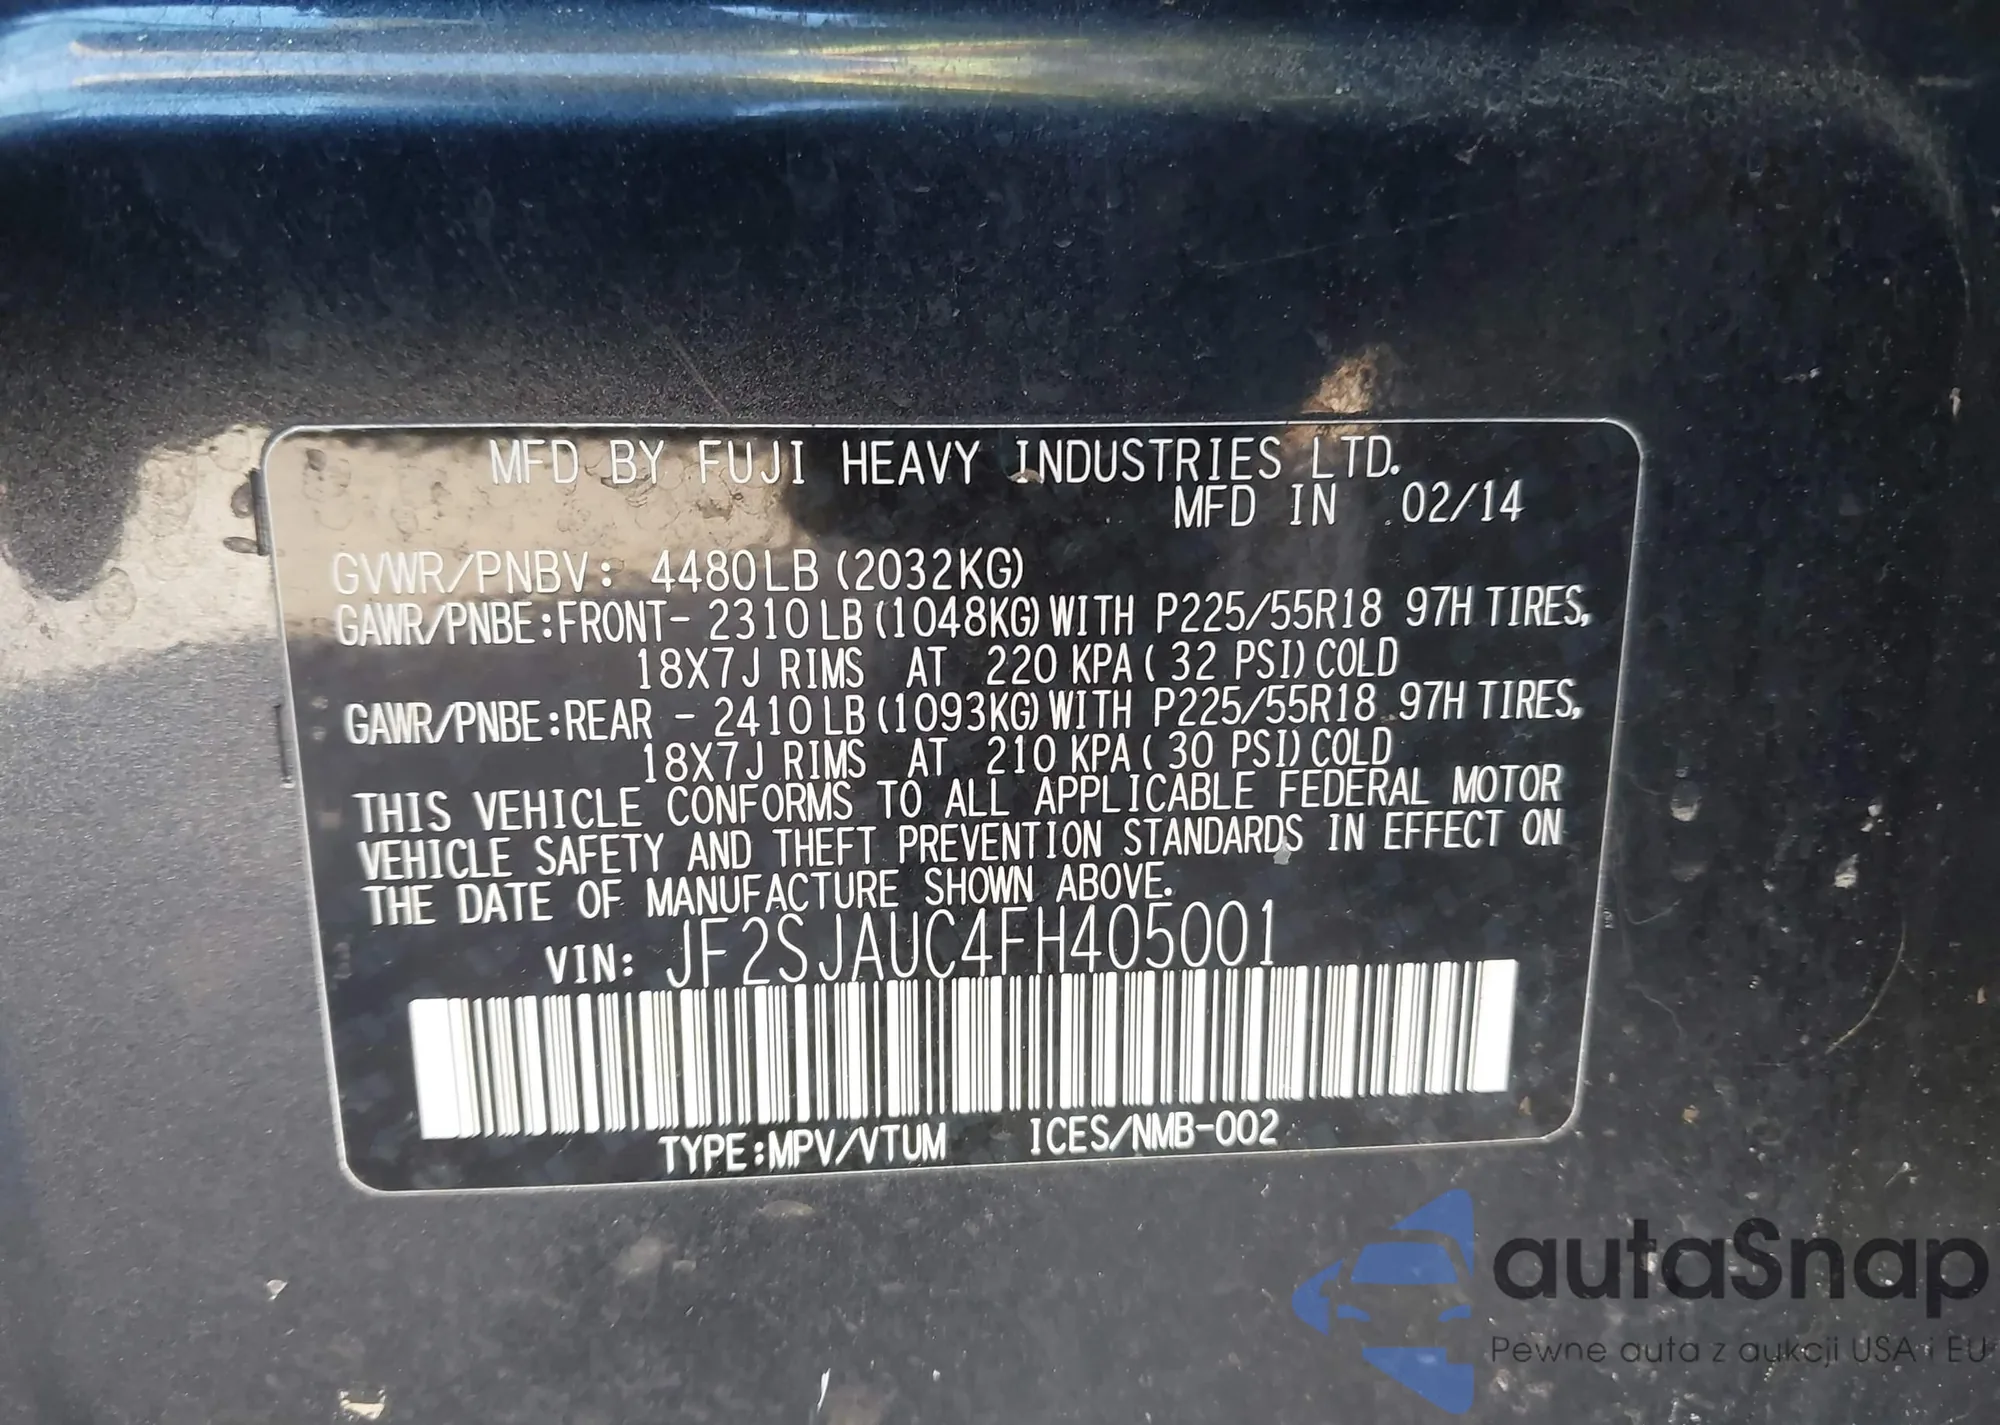 MFD BY FUJI HEAVY INDUSTRIES LTD.
MFD IN 02/14
GVWR/PNBV: 4480LB (2032KG)
GAWR/PNBE:FRONT- 2310LB (1048KG) WITH P225/55R18 97H TIRES,
18X7J RIMS AT 220 KPA ( 32 PSI) COLD
GAWR/PNBE:REAR - 2410LB (1093KG) WITH P225/55R18 97H TIRES,
18X7J RIMS AT 210 KPA ( 30 PSI) COLD
THIS VEHICLE CONFORMS TO ALL APPLICABLE FEDERAL MOTOR
VEHICLE SAFETY AND THEFT PREVENTION STANDARDS IN EFFECT ON
THE DATE OF MANUFACTURE SHOWN ABOVE.
VIN: JF2SJAUC4FH405001
TYPE:MPV/VTUM ICES/NMB-002
autaSnap
Pewne auta z aukcji USA i EU